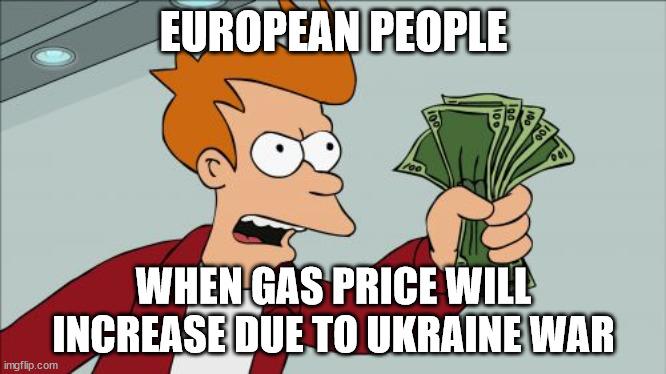 EUROPEAN PEOPLE
WHEN GAS PRICE WILL
INCREASE DUE TO UKRAINE WAR
imgflip.com